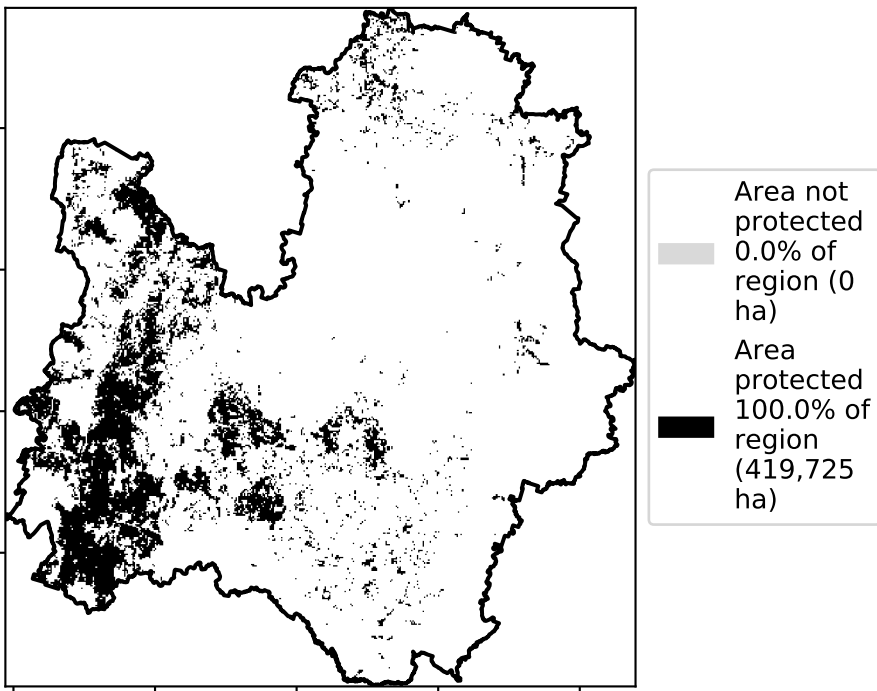 Area not
protected
0.0% of
region (0
ha)
Area
protected
100.0% of
region
(419,725
ha)